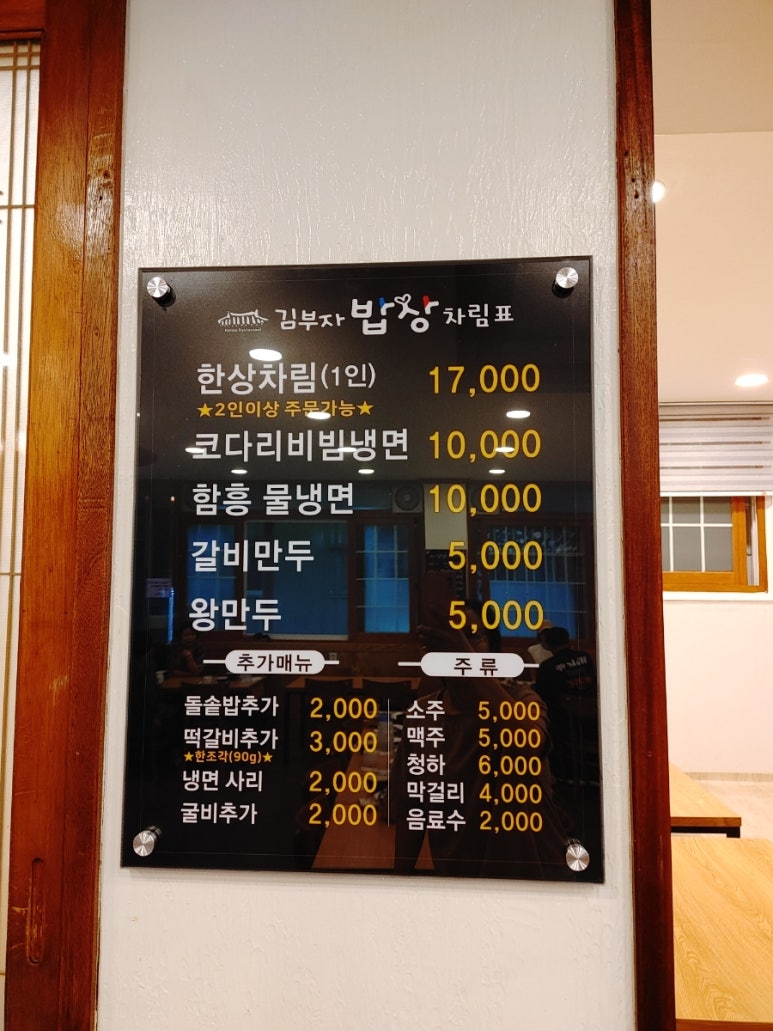 김부자 밥상 차림표
한상차림(1인) 17,000
★2인이상 주문가능★
코다리비빔냉면 10,000
함흥 물냉면 10,000
갈비만두 5,000
왕만두 5,000
추가메뉴
돌솥밥추가 2,000
떡갈비추가 3,000
★한조각(90g)★
냉면 사리 2,000
굴비추가 2,000
주류
소주 5,000
맥주 5,000
청하 6,000
막걸리 4,000
음료수 2,000